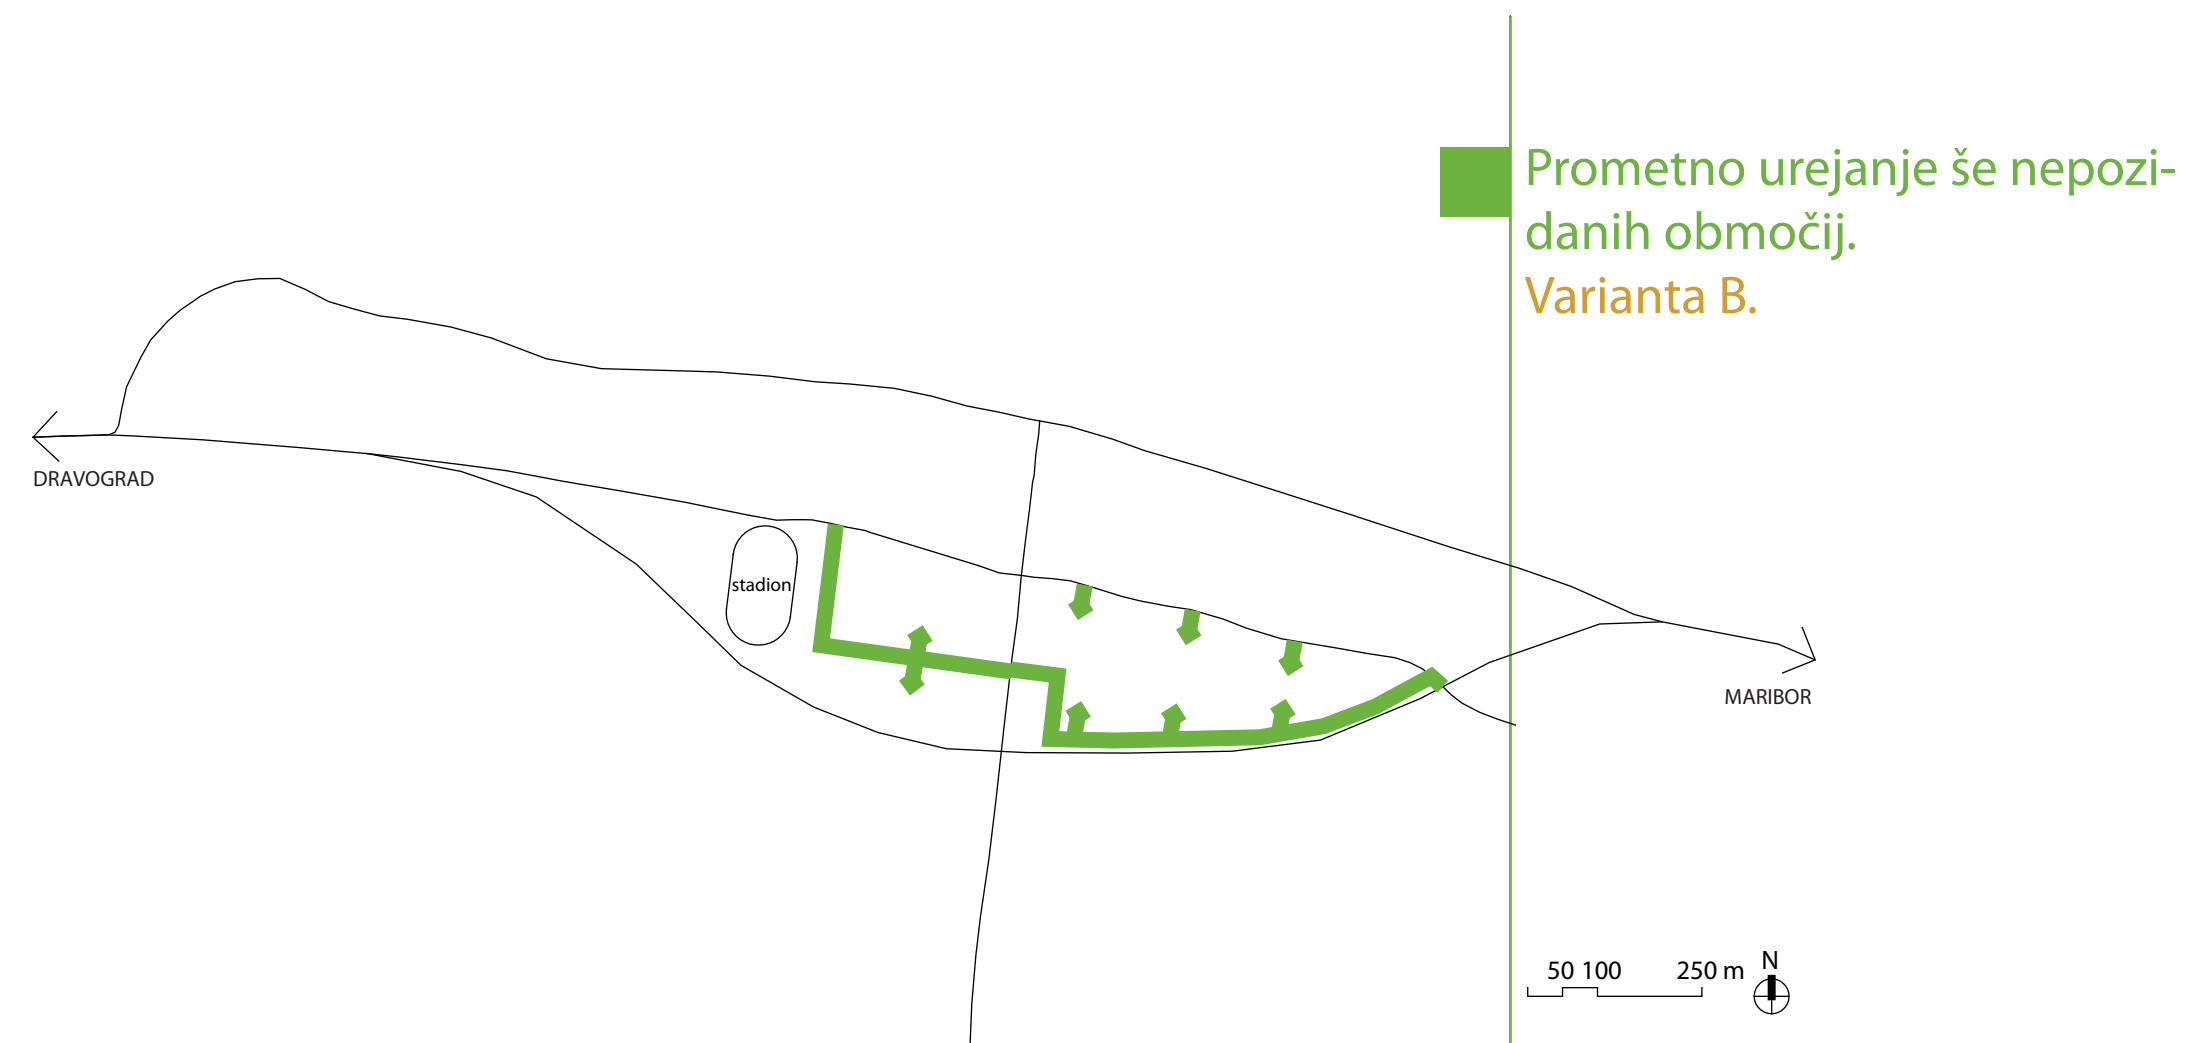 Prometno urejanje še nepozi-
danih območij.
Varianta B.
DRAVOGRAD
stadion
MARIBOR
50 100 250 m N